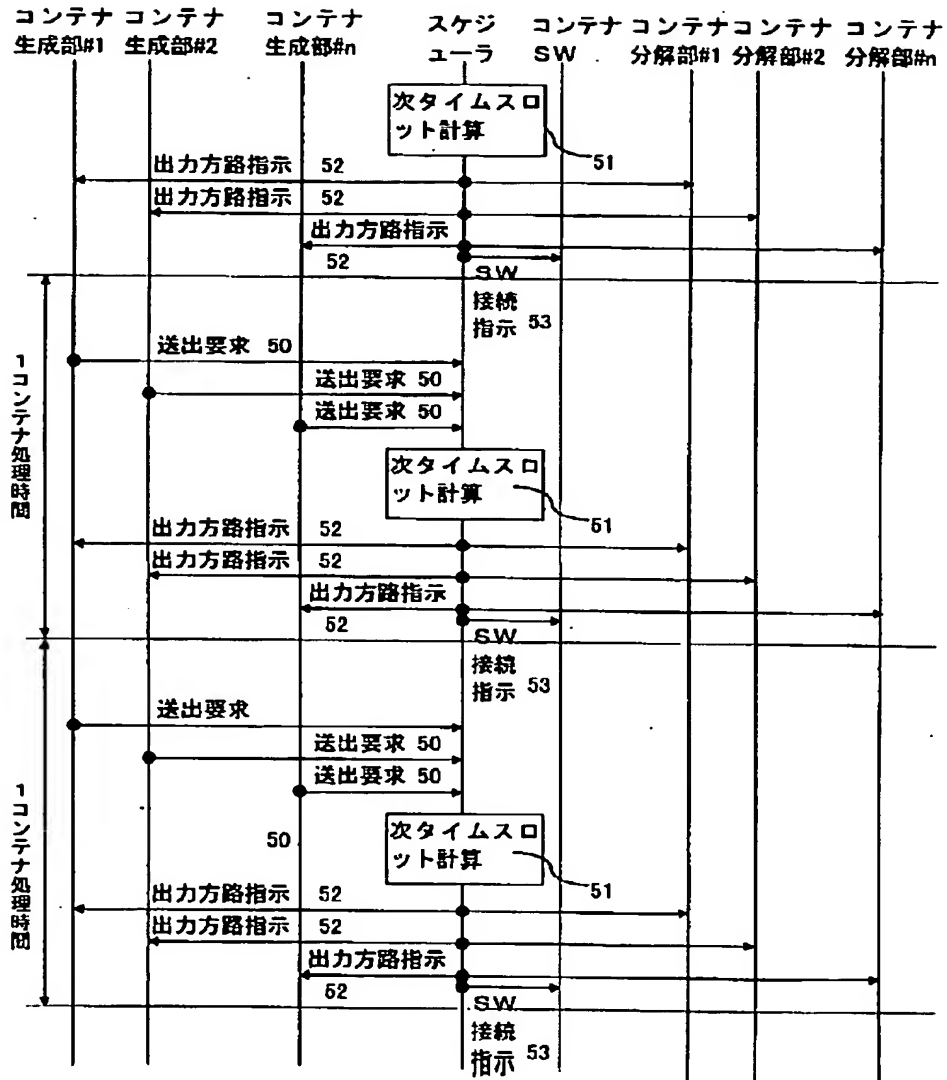 コンテナ 生成部#1
コンテナ 生成部#2
コンテナ 生成部#n
スケジ ューラ
コンテナ SW
コンテナ 分解部#1
コンテナ 分解部#2
コンテナ 分解部#n
次タイムスロ
ット計算
51
出力方路指示 52
出力方路指示 52
出力方路指示
52
SW
接続
指示 53
1コンテナ処理時間
送出要求 50
送出要求 50
送出要求 50
次タイムスロ
ット計算
51
出力方路指示 52
出力方路指示 52
出力方路指示
52
SW
接続
指示 53
1コンテナ処理時間
送出要求
送出要求 50
送出要求 50
50
次タイムスロ
ット計算
51
出力方路指示 52
出力方路指示 52
出力方路指示
52
SW
接続
指示 53